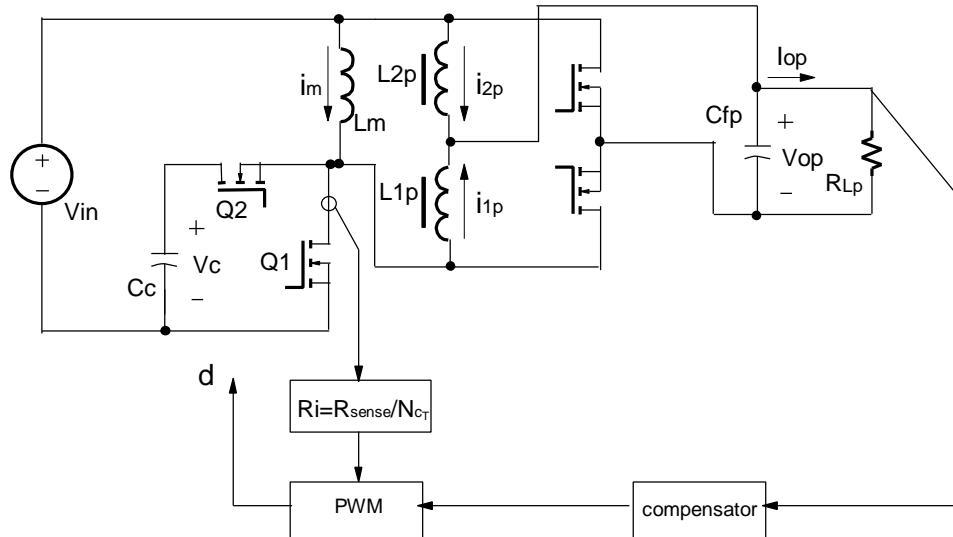 Iop
im
L2p
i2p
Lm
Cfp
+
Vop
−
RLp
+
−
Vin
Q2
L1p
i1p
+
Vc
−
Cc
Q1
d
Ri=Rsense/NCT
PWM
compensator